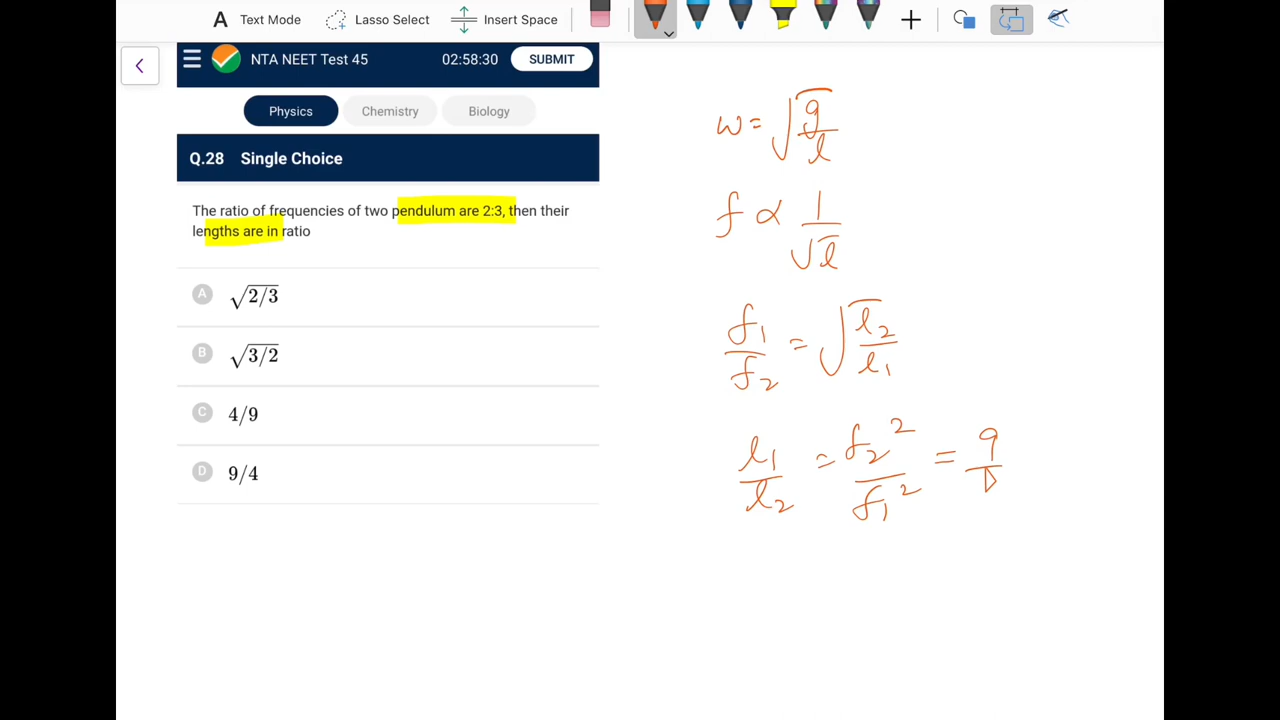 A Text Mode Lasso Select Insert Space
NTA NEET Test 45 02:58:30 SUBMIT
Physics Chemistry Biology
Q.28 Single Choice
The ratio of frequencies of two pendulum are 2:3, then their
lengths are in ratio
A √2/3
B √3/2
C 4/9
D 9/4
w = √(g/l)
f ∝ 1/√l
f₁/f₂ = √(l₂/l₁)
l₁/l₂ = f₂²/f₁² = 9/